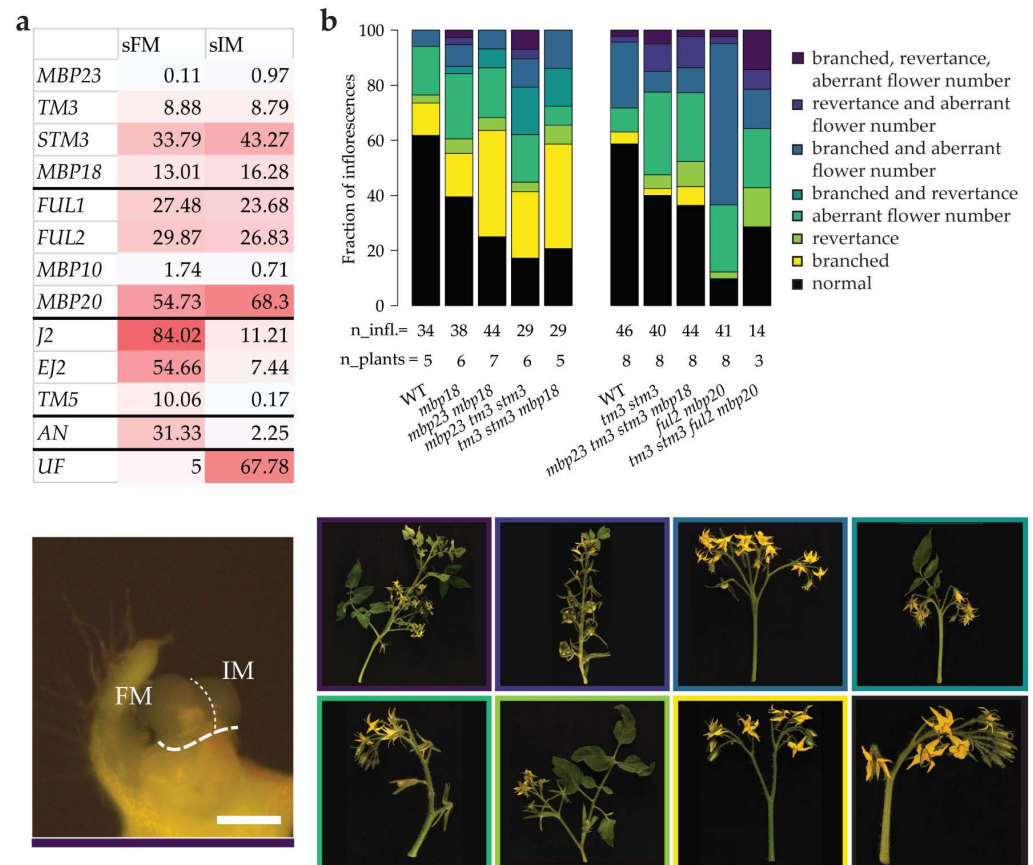 a
sFM sIM
MBP23 0.11 0.97
TM3 8.88 8.79
STM3 33.79 43.27
MBP18 13.01 16.28
FUL1 27.48 23.68
FUL2 29.87 26.83
MBP10 1.74 0.71
MBP20 54.73 68.3
J2 84.02 11.21
EJ2 54.66 7.44
TM5 10.06 0.17
AN 31.33 2.25
UF 5 67.78
FM
IM
b
Fraction of inflorescences
100
80
60
40
20
0
n_infl.= 34 38 44 29 29 46 40 44 41 14
n_plants = 5 6 7 6 5 8 8 8 8 3
WT
mbp18
mbp23 mbp18
mbp23 tm3 stm3
tm3 stm3 mbp18
WT
tm3 stm3
mbp23 tm3 stm3 mbp18
ful2 mbp20
tm3 stm3 ful2 mbp20
branched, revertance,
aberrant flower number
revertance and aberrant
flower number
branched and aberrant
flower number
branched and revertance
aberrant flower number
revertance
branched
normal